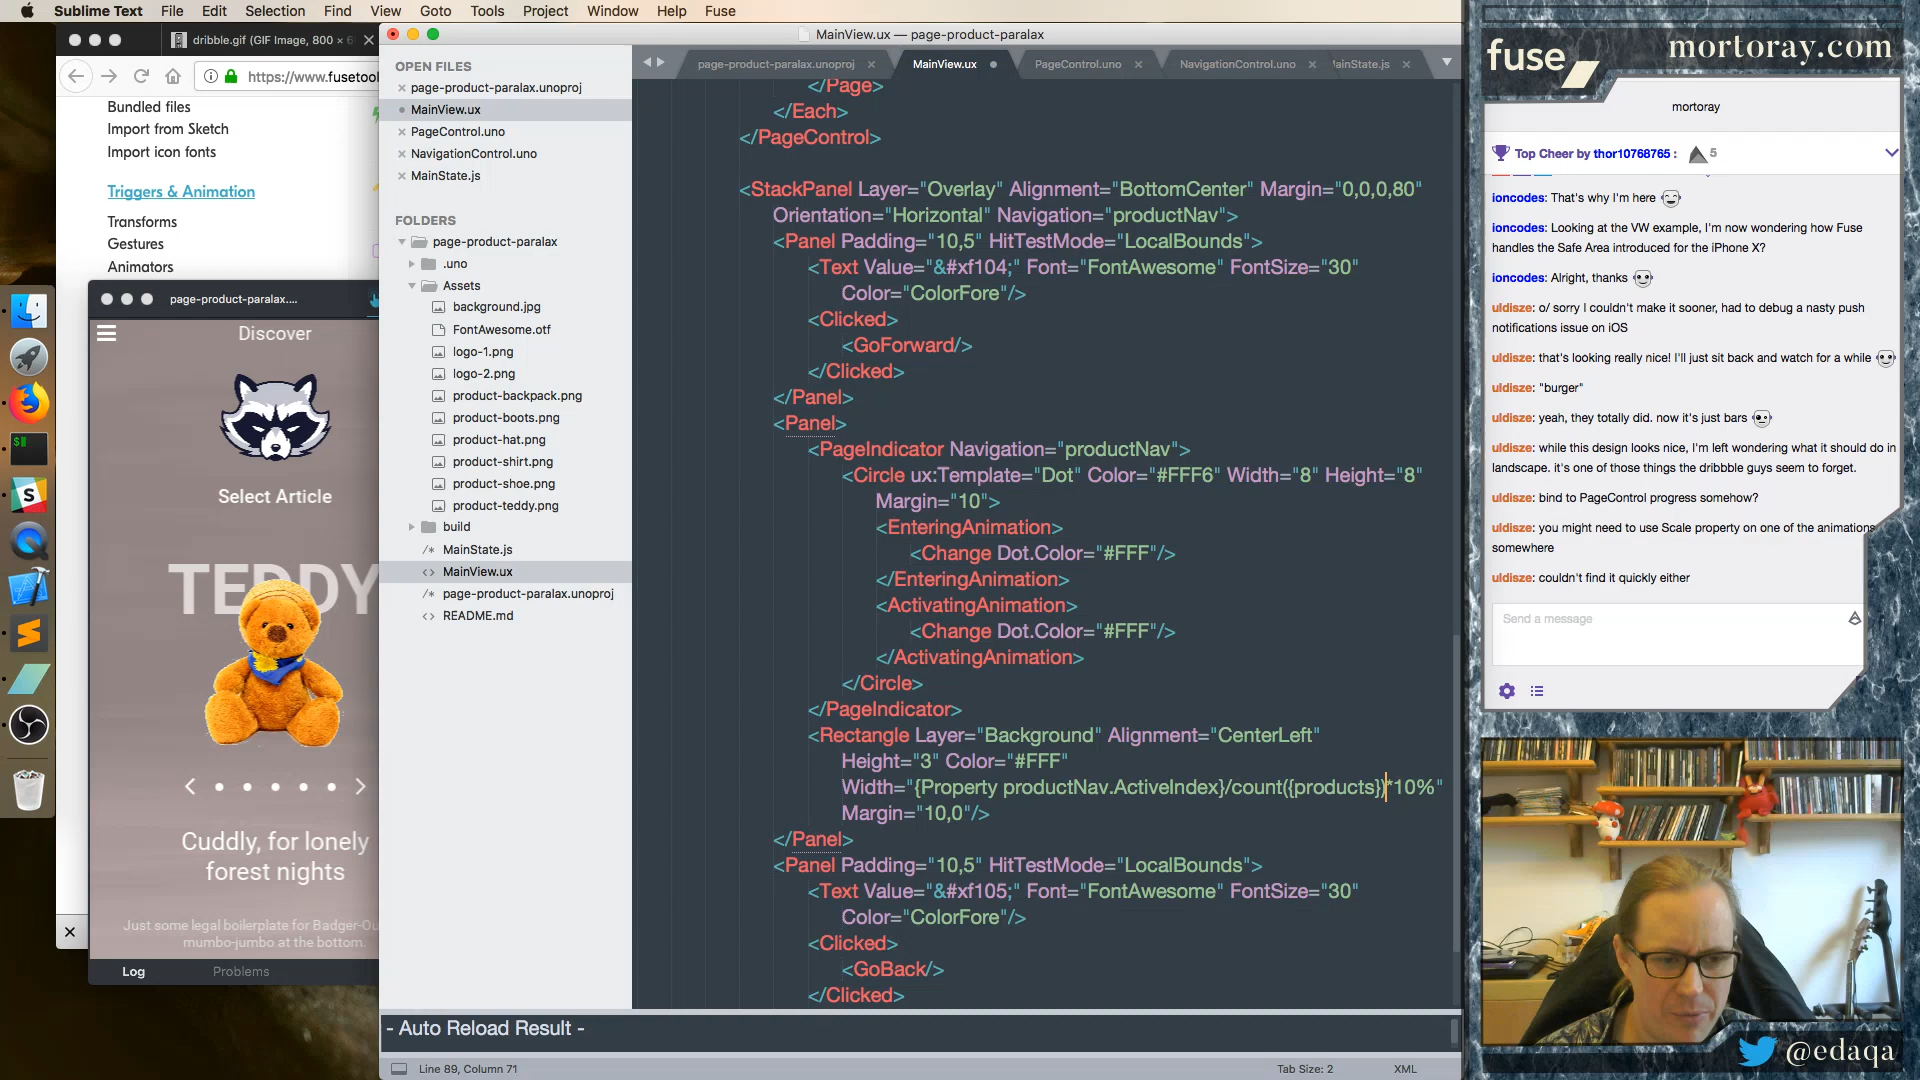 Sublime Text File Edit Selection Find View Goto Tools Project Window Help Fuse
dribble.gif (GIF Image, 800 × 6
https://www.fusetool
Bundled files
Import from Sketch
Import icon fonts
Triggers & Animation
Transforms
Gestures
Animators
page-product-paralax....
Discover
Select Article
TEDDY
Cuddly, for lonely
forest nights
Just some legal boilerplate for Badger-Ou
mumbo-jumbo at the bottom.
Log Problems
MainView.ux — page-product-paralax
OPEN FILES
page-product-paralax.unoproj
MainView.ux
PageControl.uno
NavigationControl.uno
MainState.js
FOLDERS
page-product-paralax
.uno
Assets
background.jpg
FontAwesome.otf
logo-1.png
logo-2.png
product-backpack.png
product-boots.png
product-hat.png
product-shirt.png
product-shoe.png
product-teddy.png
build
MainState.js
MainView.ux
page-product-paralax.unoproj
README.md
page-product-paralax.unoproj MainView.ux PageControl.uno NavigationControl.uno MainState.js
</Page>
</Each>
</PageControl>
<StackPanel Layer="Overlay" Alignment="BottomCenter" Margin="0,0,0,80"
Orientation="Horizontal" Navigation="productNav">
<Panel Padding="10,5" HitTestMode="LocalBounds">
<Text Value="&#xf104;" Font="FontAwesome" FontSize="30"
Color="ColorFore"/>
<Clicked>
<GoForward/>
</Clicked>
</Panel>
<Panel>
<PageIndicator Navigation="productNav">
<Circle ux:Template="Dot" Color="#FFF6" Width="8" Height="8"
Margin="10">
<EnteringAnimation>
<Change Dot.Color="#FFF"/>
</EnteringAnimation>
<ActivatingAnimation>
<Change Dot.Color="#FFF"/>
</ActivatingAnimation>
</Circle>
</PageIndicator>
<Rectangle Layer="Background" Alignment="CenterLeft"
Height="3" Color="#FFF"
Width="{Property productNav.ActiveIndex}/count({products})*10%"
Margin="10,0"/>
</Panel>
<Panel Padding="10,5" HitTestMode="LocalBounds">
<Text Value="&#xf105;" Font="FontAwesome" FontSize="30"
Color="ColorFore"/>
<Clicked>
<GoBack/>
</Clicked>
- Auto Reload Result -
Line 89, Column 71 Tab Size: 2 XML
fuse mortoray.com
mortoray
Top Cheer by thor10768765 : 5
ioncodes: That's why I'm here
ioncodes: Looking at the VW example, I'm now wondering how Fuse
handles the Safe Area introduced for the iPhone X?
ioncodes: Alright, thanks
uldisze: o/ sorry I couldn't make it sooner, had to debug a nasty push
notifications issue on iOS
uldisze: that's looking really nice! I'll just sit back and watch for a while
uldisze: "burger"
uldisze: yeah, they totally did. now it's just bars
uldisze: while this design looks nice, I'm left wondering what it should do in
landscape. it's one of those things the dribbble guys seem to forget.
uldisze: bind to PageControl progress somehow?
uldisze: you might need to use Scale property on one of the animations
somewhere
uldisze: couldn't find it quickly either
Send a message
@edaqa